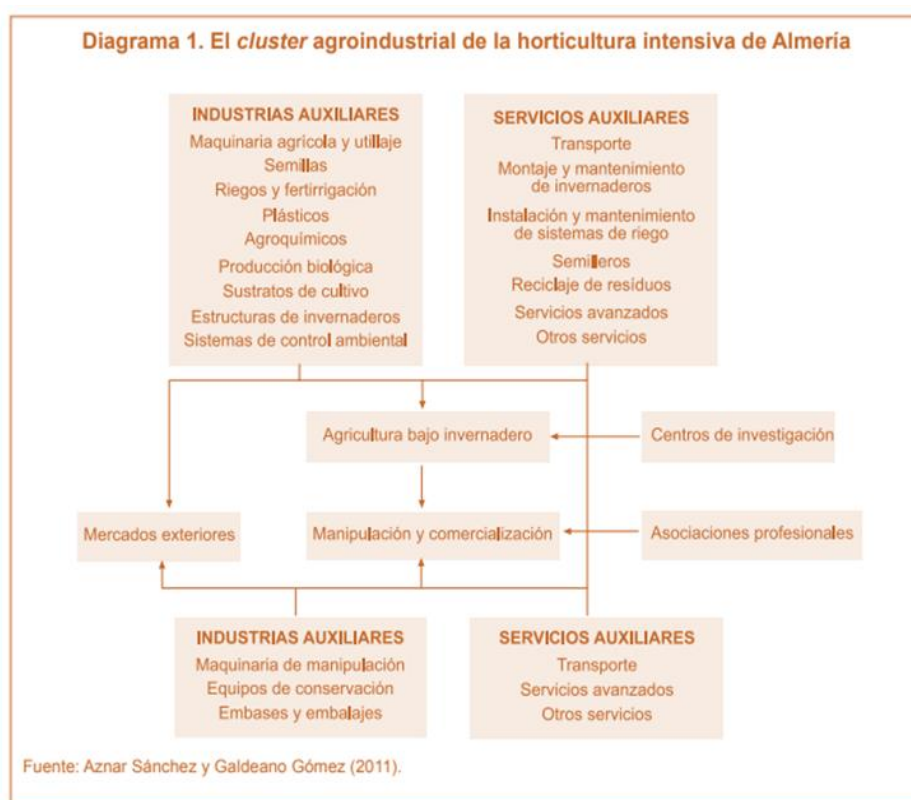 Diagrama 1. El cluster agroindustrial de la horticultura intensiva de Almería
INDUSTRIAS AUXILIARES
Maquinaria agrícola y utillaje
Semillas
Riegos y fertirrigación
Plásticos
Agroquímicos
Producción biológica
Sustratos de cultivo
Estructuras de invernaderos
Sistemas de control ambiental
SERVICIOS AUXILIARES
Transporte
Montaje y mantenimiento
de invernaderos
Instalación y mantenimiento
de sistemas de riego
Semilleros
Reciclaje de resíduos
Servicios avanzados
Otros servicios
Agricultura bajo invernadero
Centros de investigación
Mercados exteriores
Manipulación y comercialización
Asociaciones profesionales
INDUSTRIAS AUXILIARES
Maquinaria de manipulación
Equipos de conservación
Embases y embalajes
SERVICIOS AUXILIARES
Transporte
Servicios avanzados
Otros servicios
Fuente: Aznar Sánchez y Galdeano Gómez (2011).